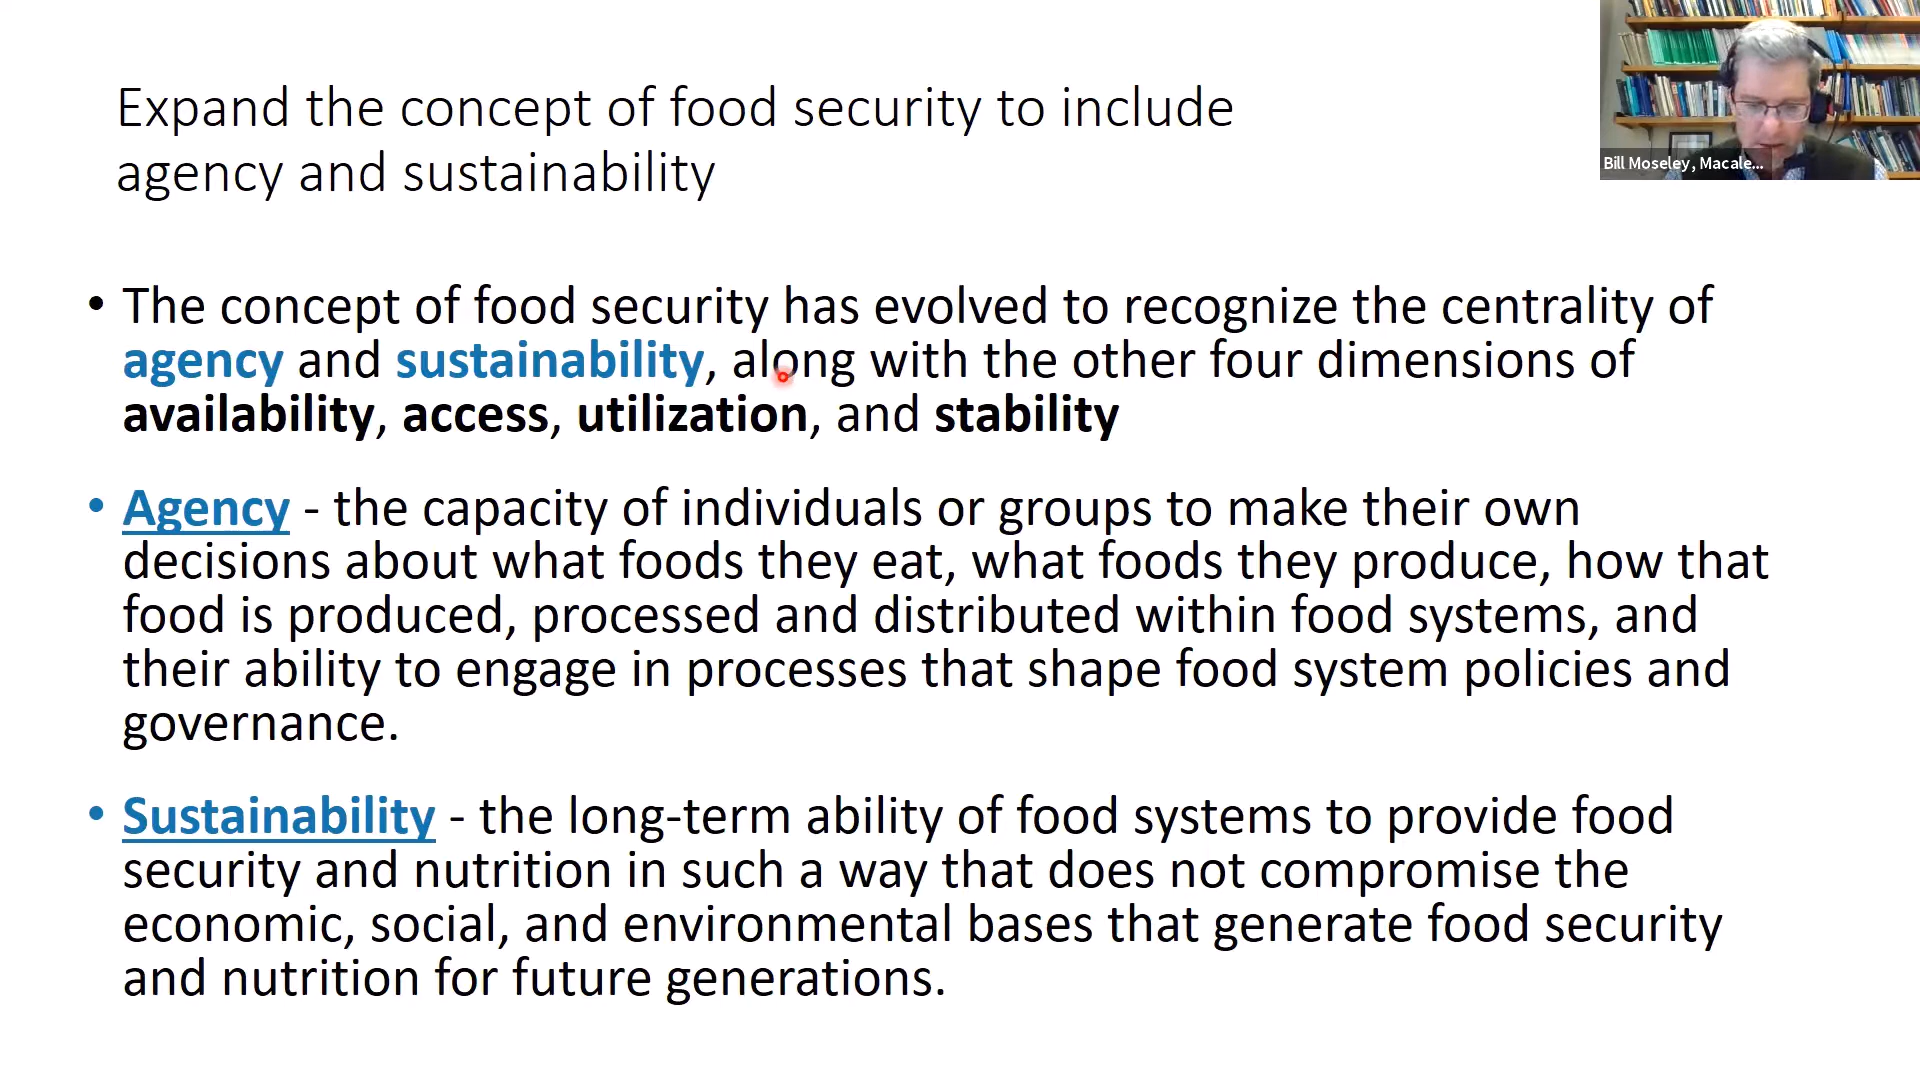 Expand the concept of food security to include
agency and sustainability
Bill Moseley, Macale...
• The concept of food security has evolved to recognize the centrality of
agency and sustainability, along with the other four dimensions of
availability, access, utilization, and stability
• Agency - the capacity of individuals or groups to make their own
decisions about what foods they eat, what foods they produce, how that
food is produced, processed and distributed within food systems, and
their ability to engage in processes that shape food system policies and
governance.
• Sustainability - the long-term ability of food systems to provide food
security and nutrition in such a way that does not compromise the
economic, social, and environmental bases that generate food security
and nutrition for future generations.